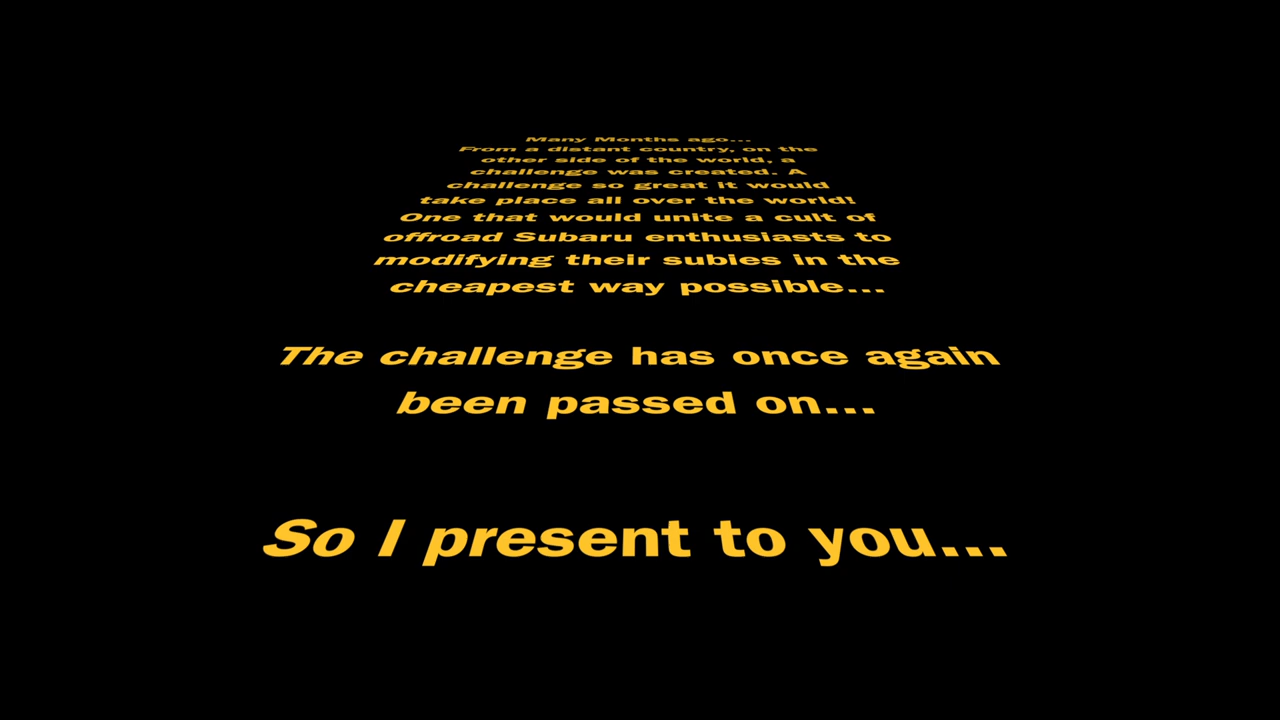 Many Months ago...
From a distant country, on the
other side of the world, a
challenge was created. A
challenge so great it would
take place all over the world!
One that would unite a cult of
offroad Subaru enthusiasts to
modifying their subies in the
cheapest way possible...
The challenge has once again
been passed on...
So I present to you...